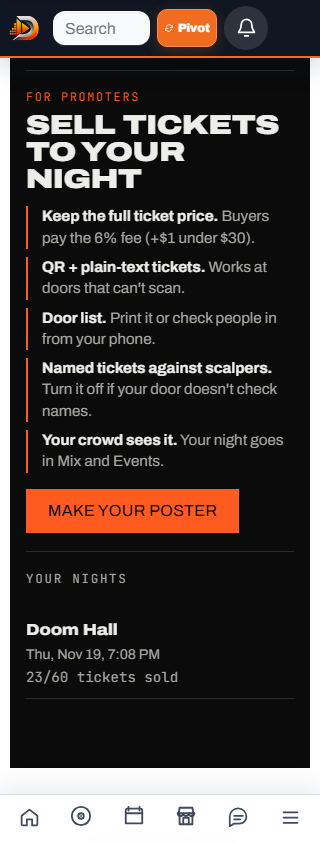 Search
Pivot
FOR PROMOTERS
SELL TICKETS
TO YOUR
NIGHT
Keep the full ticket price. Buyers
pay the 6% fee (+$1 under $30).
QR + plain-text tickets. Works at
doors that can't scan.
Door list. Print it or check people in
from your phone.
Named tickets against scalpers.
Turn it off if your door doesn't check
names.
Your crowd sees it. Your night goes
in Mix and Events.
MAKE YOUR POSTER
YOUR NIGHTS
Doom Hall
Thu, Nov 19, 7:08 PM
23/60 tickets sold